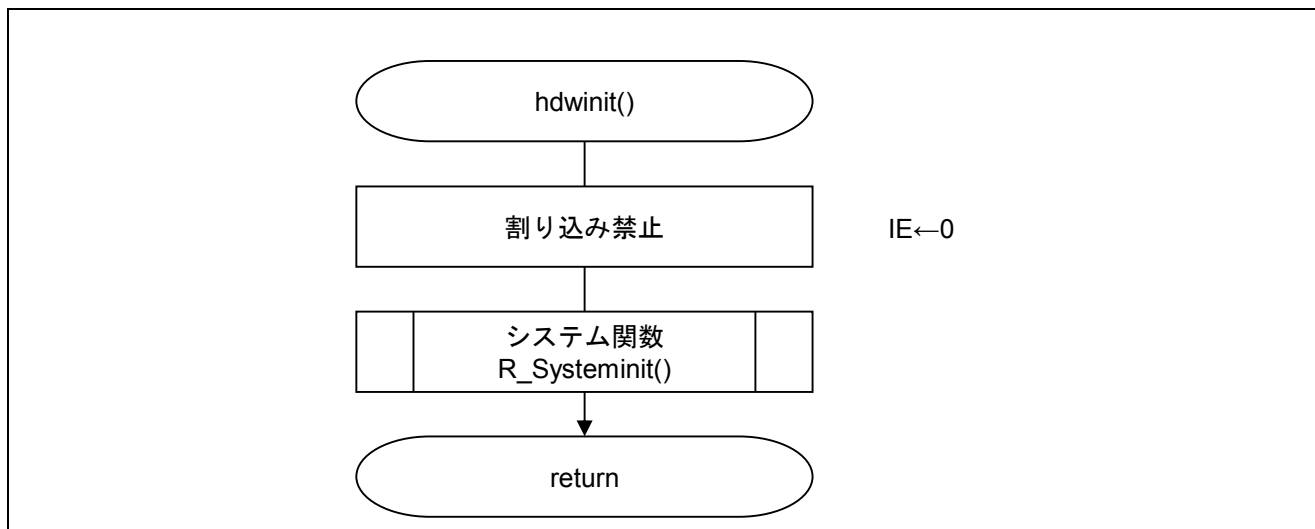 hdwinit()
割り込み禁止
IE←0
システム関数
R_Systeminit()
return